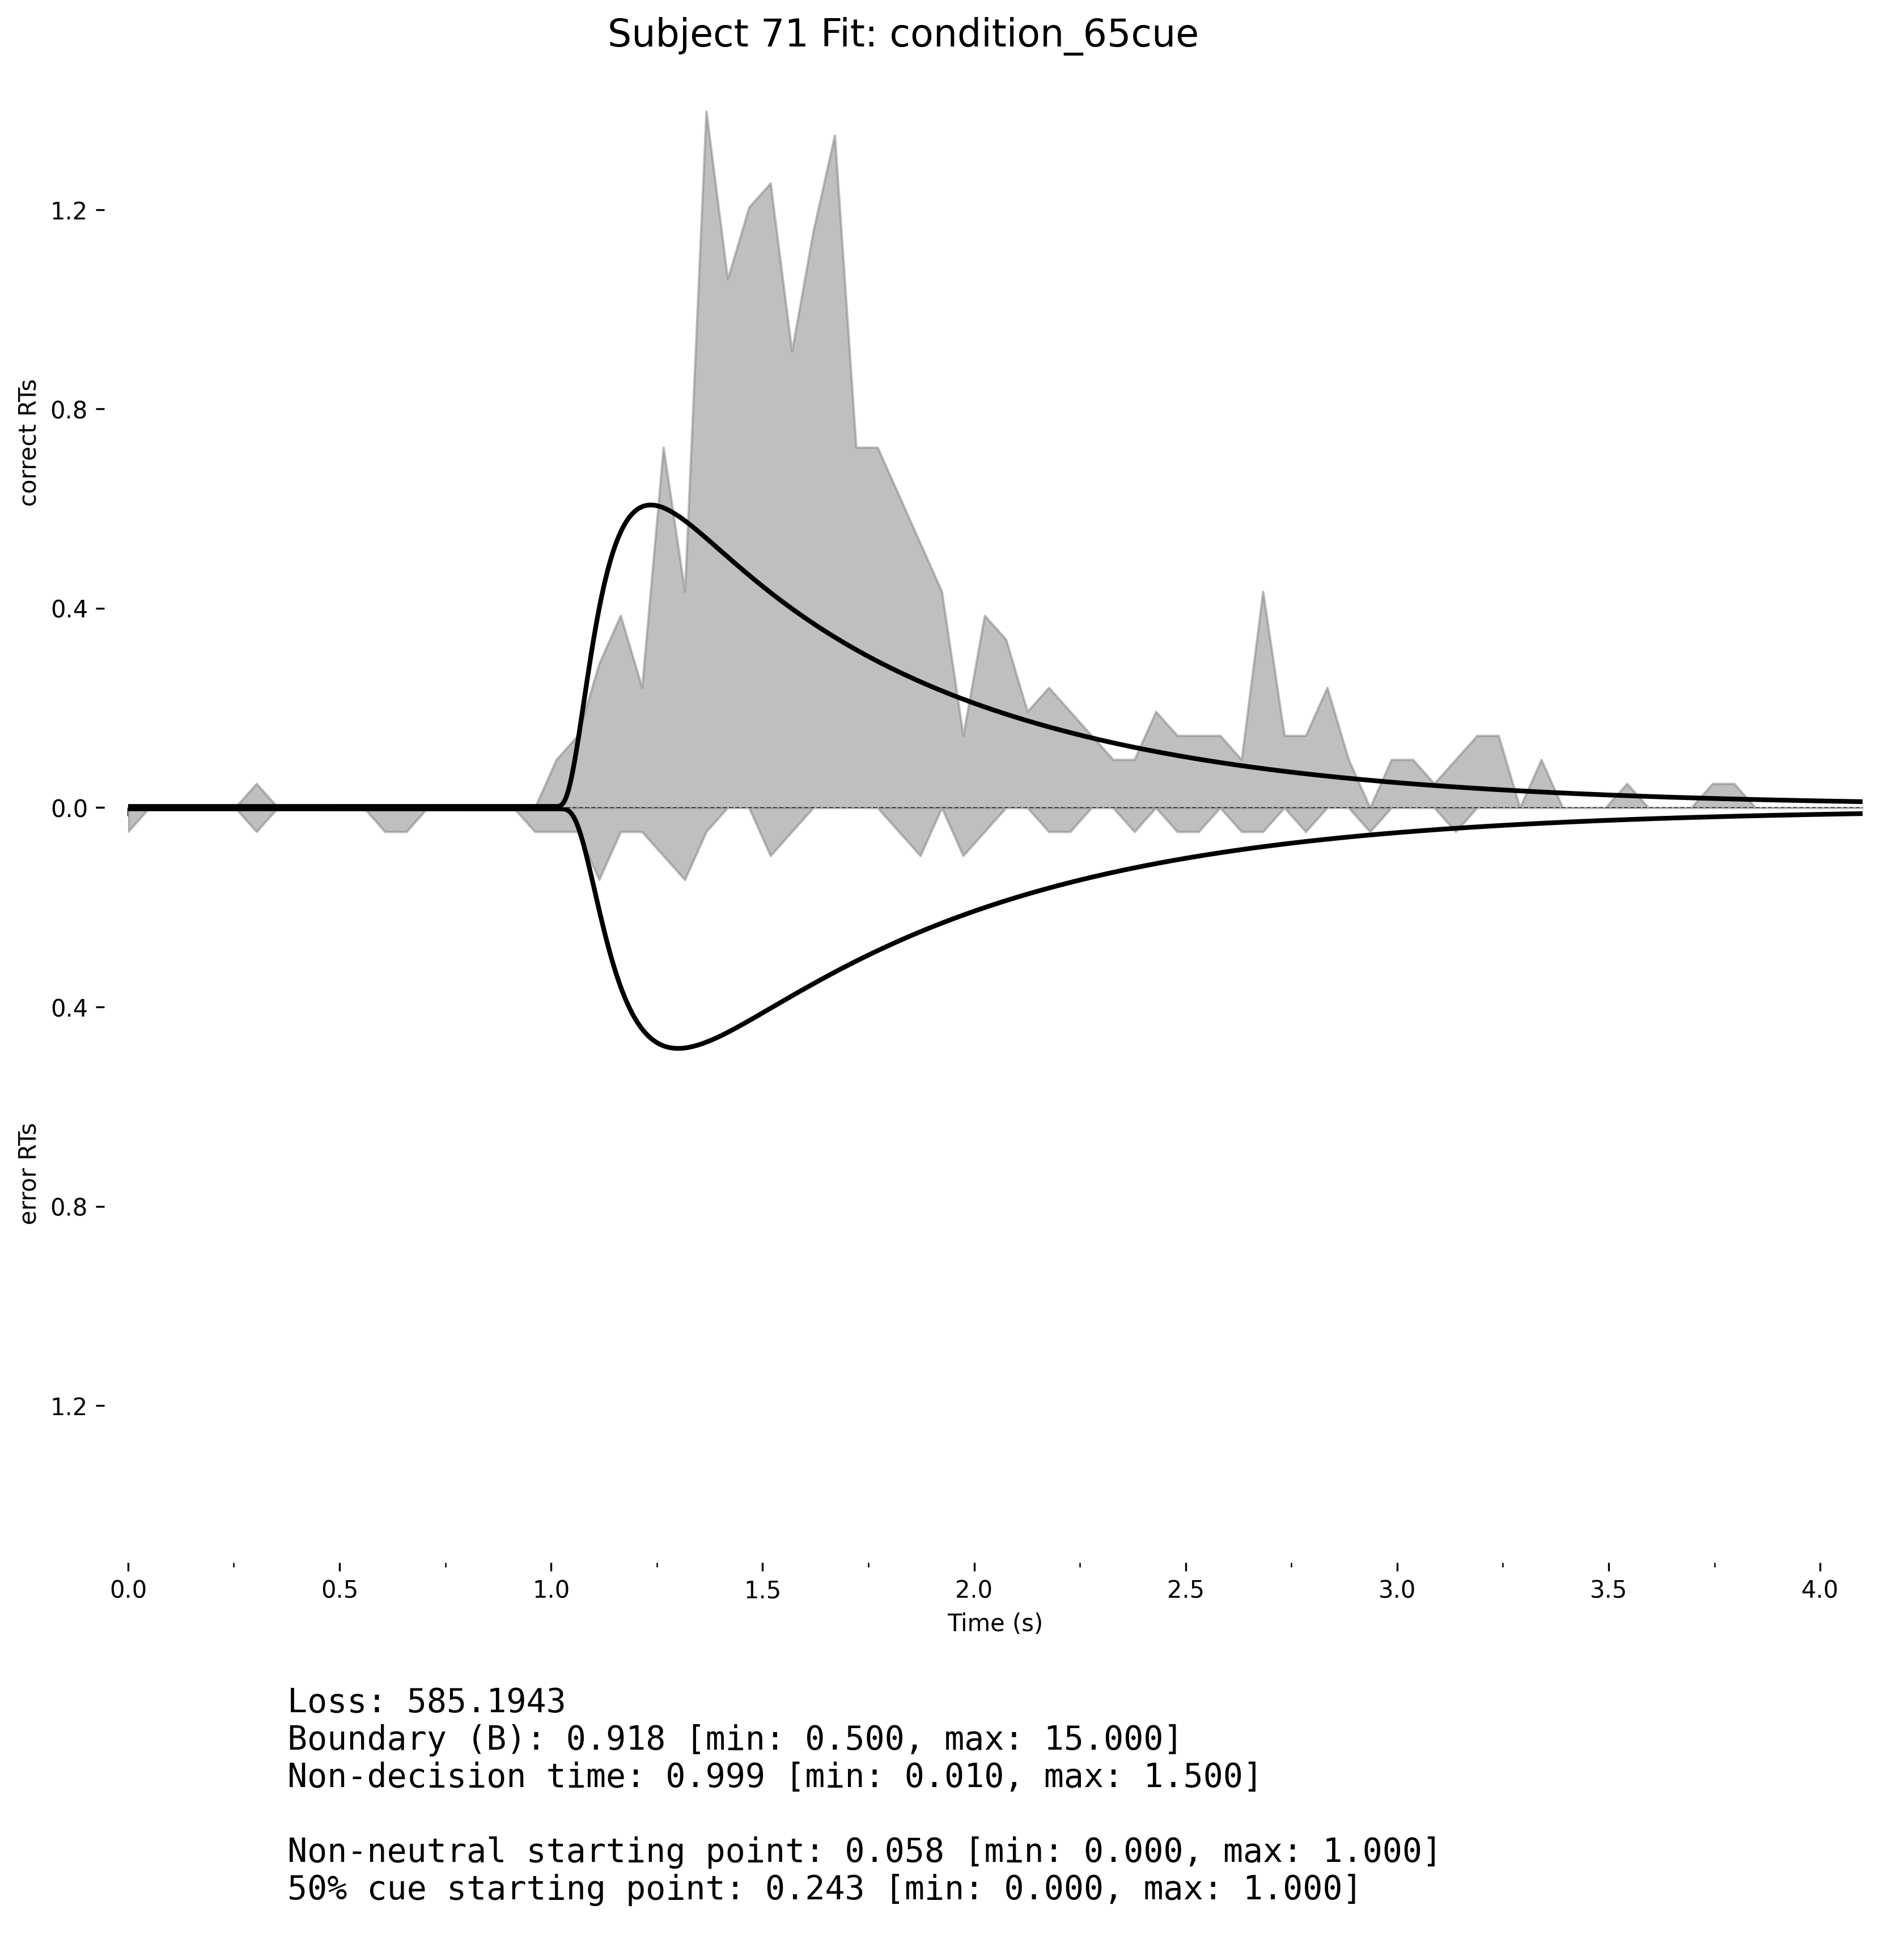 Subject 71 Fit: condition_65cue
1.2
0.8
0.4
0.0
0.4
0.8
1.2
correct RTs
error RTs
0.0 0.5 1.0 1.5 2.0 2.5 3.0 3.5 4.0
Time (s)
Loss: 585.1943
Boundary (B): 0.918 [min: 0.500, max: 15.000]
Non-decision time: 0.999 [min: 0.010, max: 1.500]
Non-neutral starting point: 0.058 [min: 0.000, max: 1.000]
50% cue starting point: 0.243 [min: 0.000, max: 1.000]